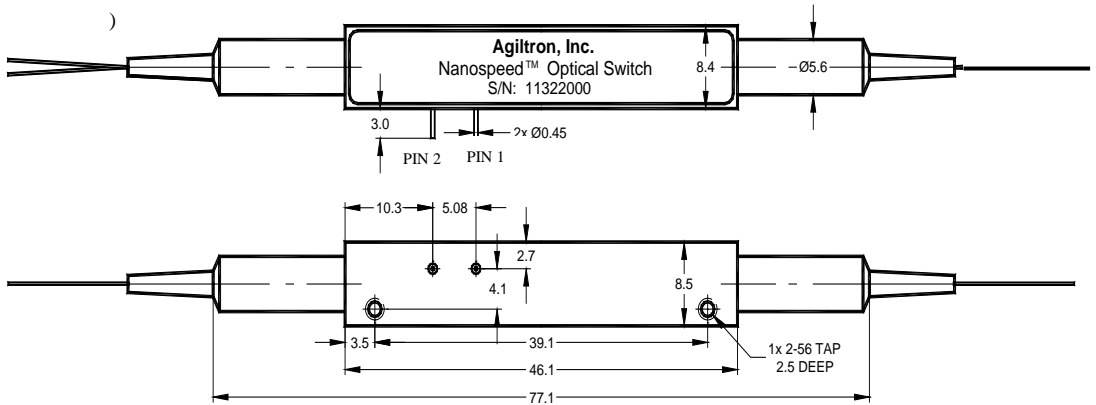 )
Agiltron, Inc.
Nanospeed™ Optical Switch
S/N: 11322000
8.4
Ø5.6
3.0
2x Ø0.45
PIN 2
PIN 1
10.3
5.08
2.7
4.1
8.5
3.5
39.1
1x 2-56 TAP
2.5 DEEP
46.1
77.1